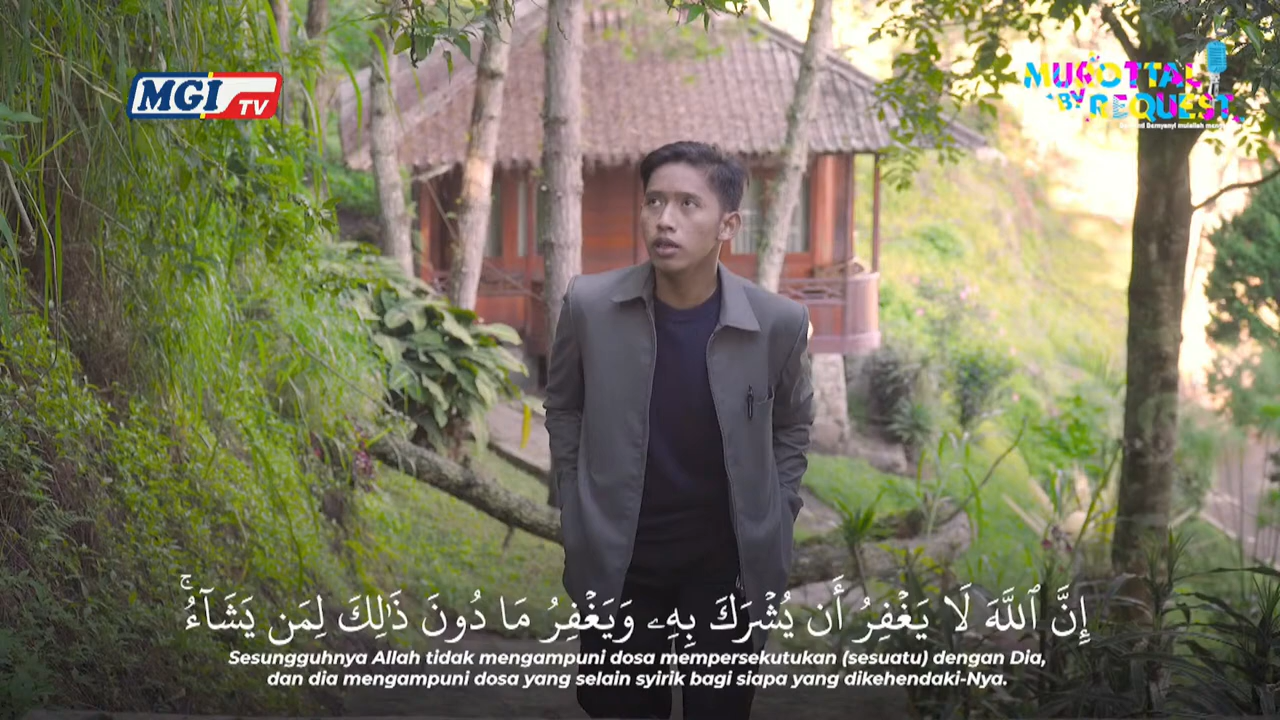 MGI TV
MUQOTTAL
BY REQUEST
إِنَّ ٱللَّهَ لَا يَغْفِرُ أَن يُشْرَكَ بِهِۦ وَيَغْفِرُ مَا دُونَ ذَٰلِكَ لِمَن يَشَآءُۚ
Sesungguhnya Allah tidak mengampuni dosa mempersekutukan (sesuatu) dengan Dia,
dan dia mengampuni dosa yang selain syirik bagi siapa yang dikehendaki-Nya.